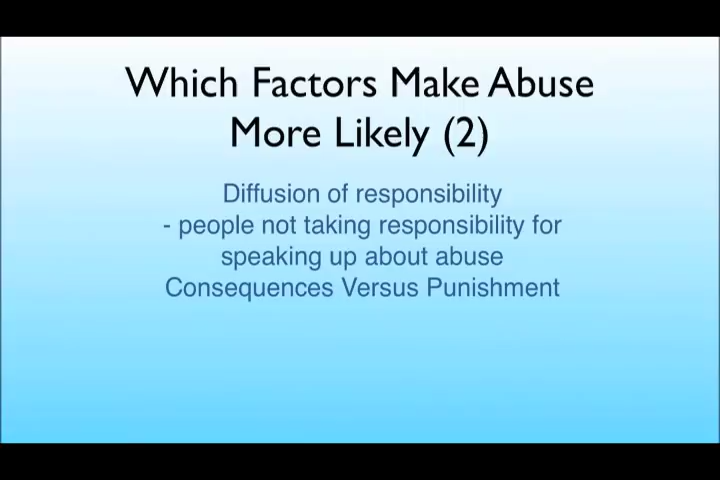 Which Factors Make Abuse
More Likely (2)
Diffusion of responsibility
- people not taking responsibility for
speaking up about abuse
Consequences Versus Punishment